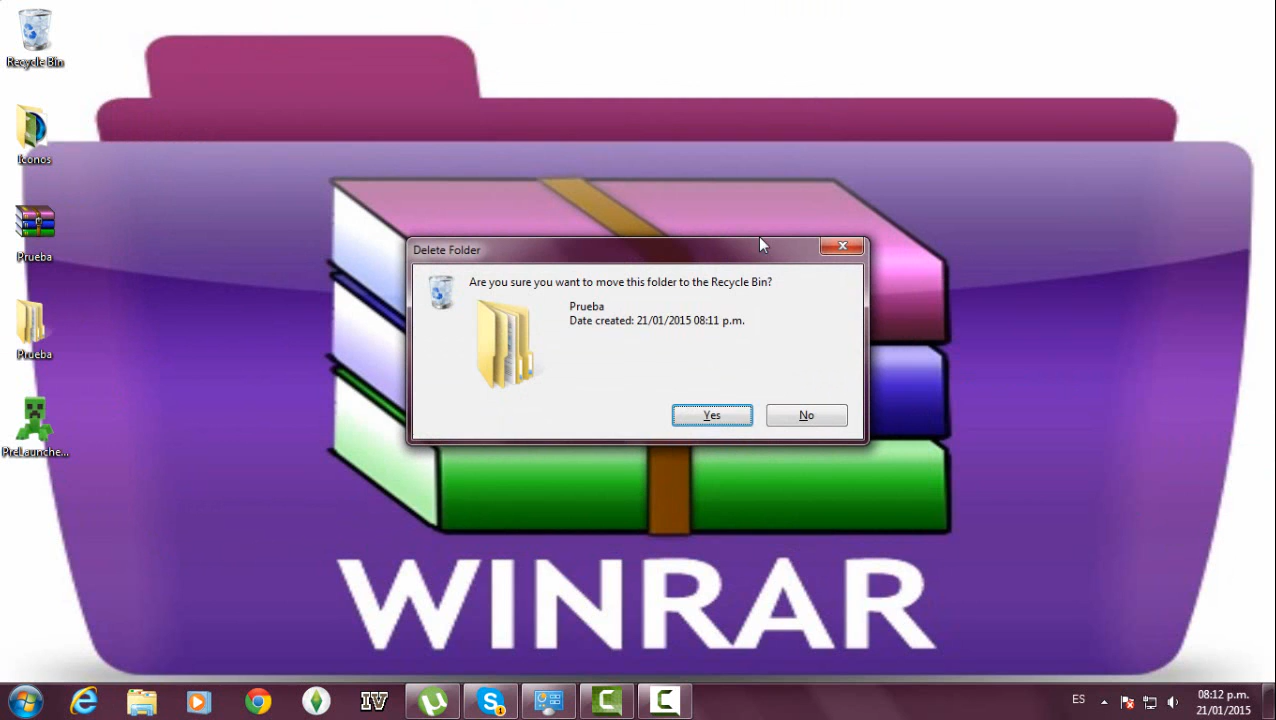 Recycle Bin
Iconos
Prueba
Prueba
PreLaunche...
Delete Folder
Are you sure you want to move this folder to the Recycle Bin?
Prueba
Date created: 21/01/2015 08:11 p.m.
Yes
No
WINRAR
IV
1
ES
08:12 p.m.
21/01/2015